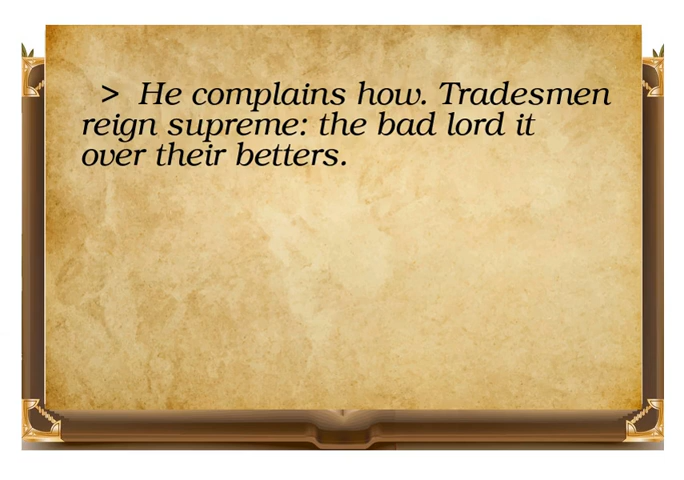 > He complains how. Tradesmen
reign supreme: the bad lord it
over their betters.